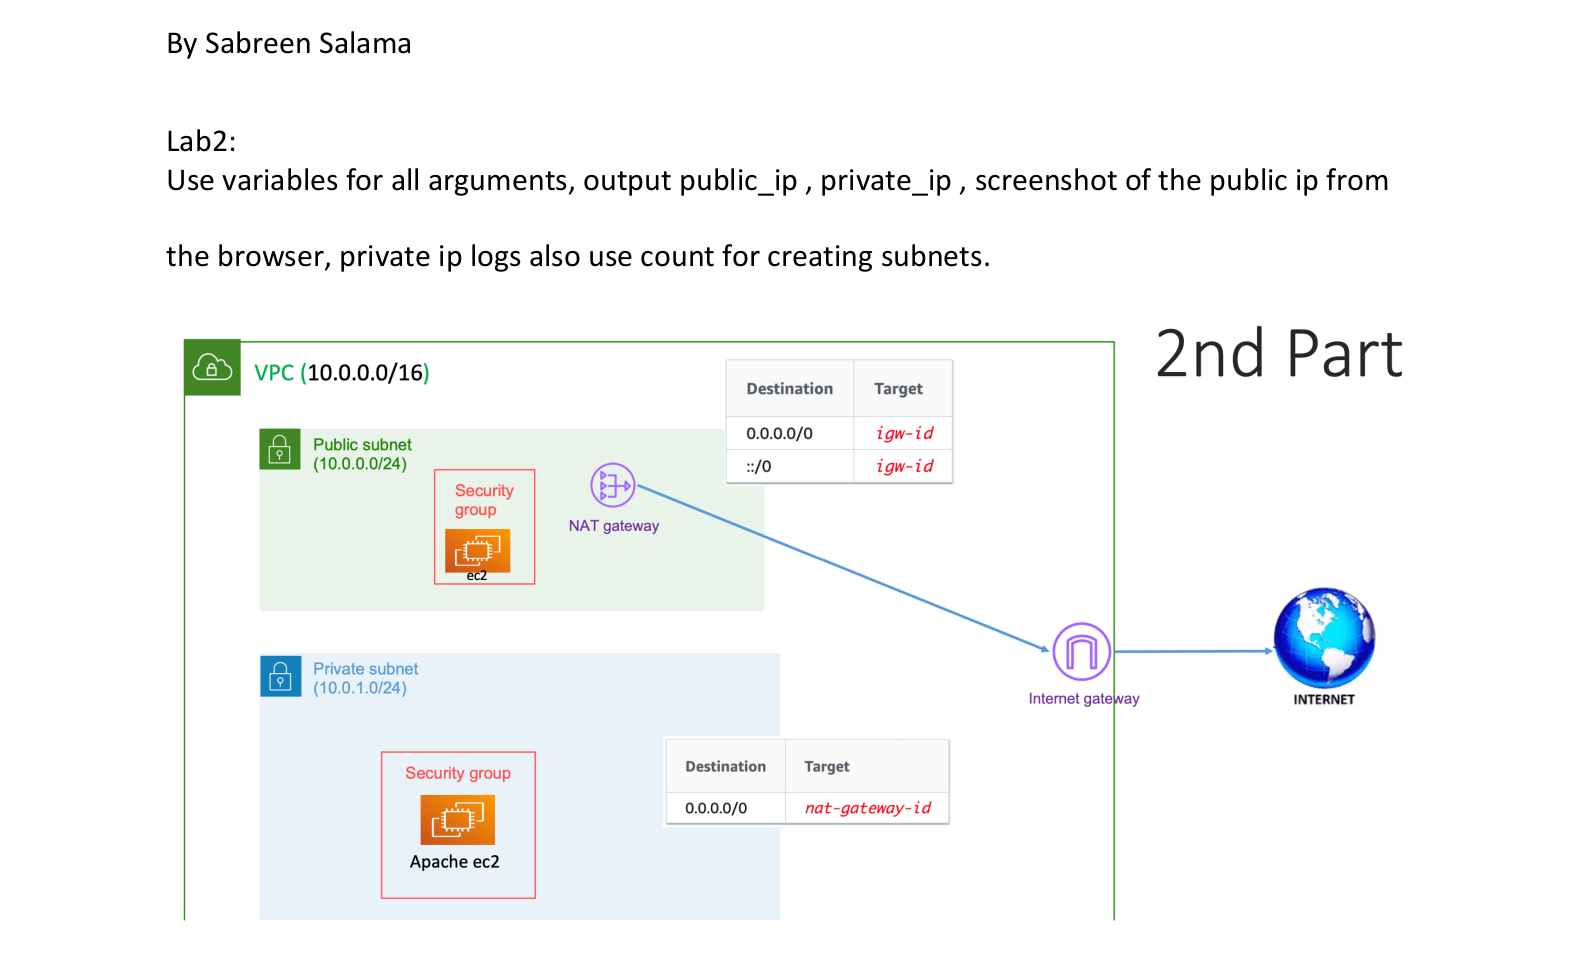 By Sabreen Salama
Lab2:
Use variables for all arguments, output public_ip , private_ip , screenshot of the public ip from
the browser, private ip logs also use count for creating subnets.
2nd Part
VPC (10.0.0.0/16)
Destination Target
0.0.0.0/0 igw-id
::/0 igw-id
Public subnet
(10.0.0.0/24)
Security
group
ec2
NAT gateway
Internet gateway
INTERNET
Private subnet
(10.0.1.0/24)
Security group
Apache ec2
Destination Target
0.0.0.0/0 nat-gateway-id